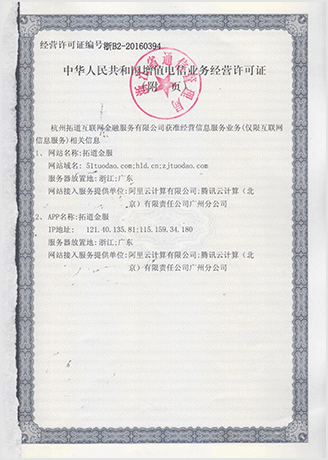 经营许可证编号:浙B2-20160394
中华人民共和国增值电信业务经营许可证
（附 页）
浙江省通信管理局
杭州拓道互联网金融服务有限公司获准经营信息服务业务(仅限互联网
信息服务)相关信息
1、网站名称:拓道金服
网站域名: 51tuodao.com;hld.cn;zjtuodao.com
服务器放置地:浙江;广东
网站接入服务提供单位:阿里云计算有限公司;腾讯云计算（北
京）有限责任公司广州分公司
2、APP名称:拓道金服
IP地址: 121.40.135.81;115.159.34.180
服务器放置地:浙江;广东
网站接入服务提供单位:阿里云计算有限公司;腾讯云计算（北
京）有限责任公司广州分公司